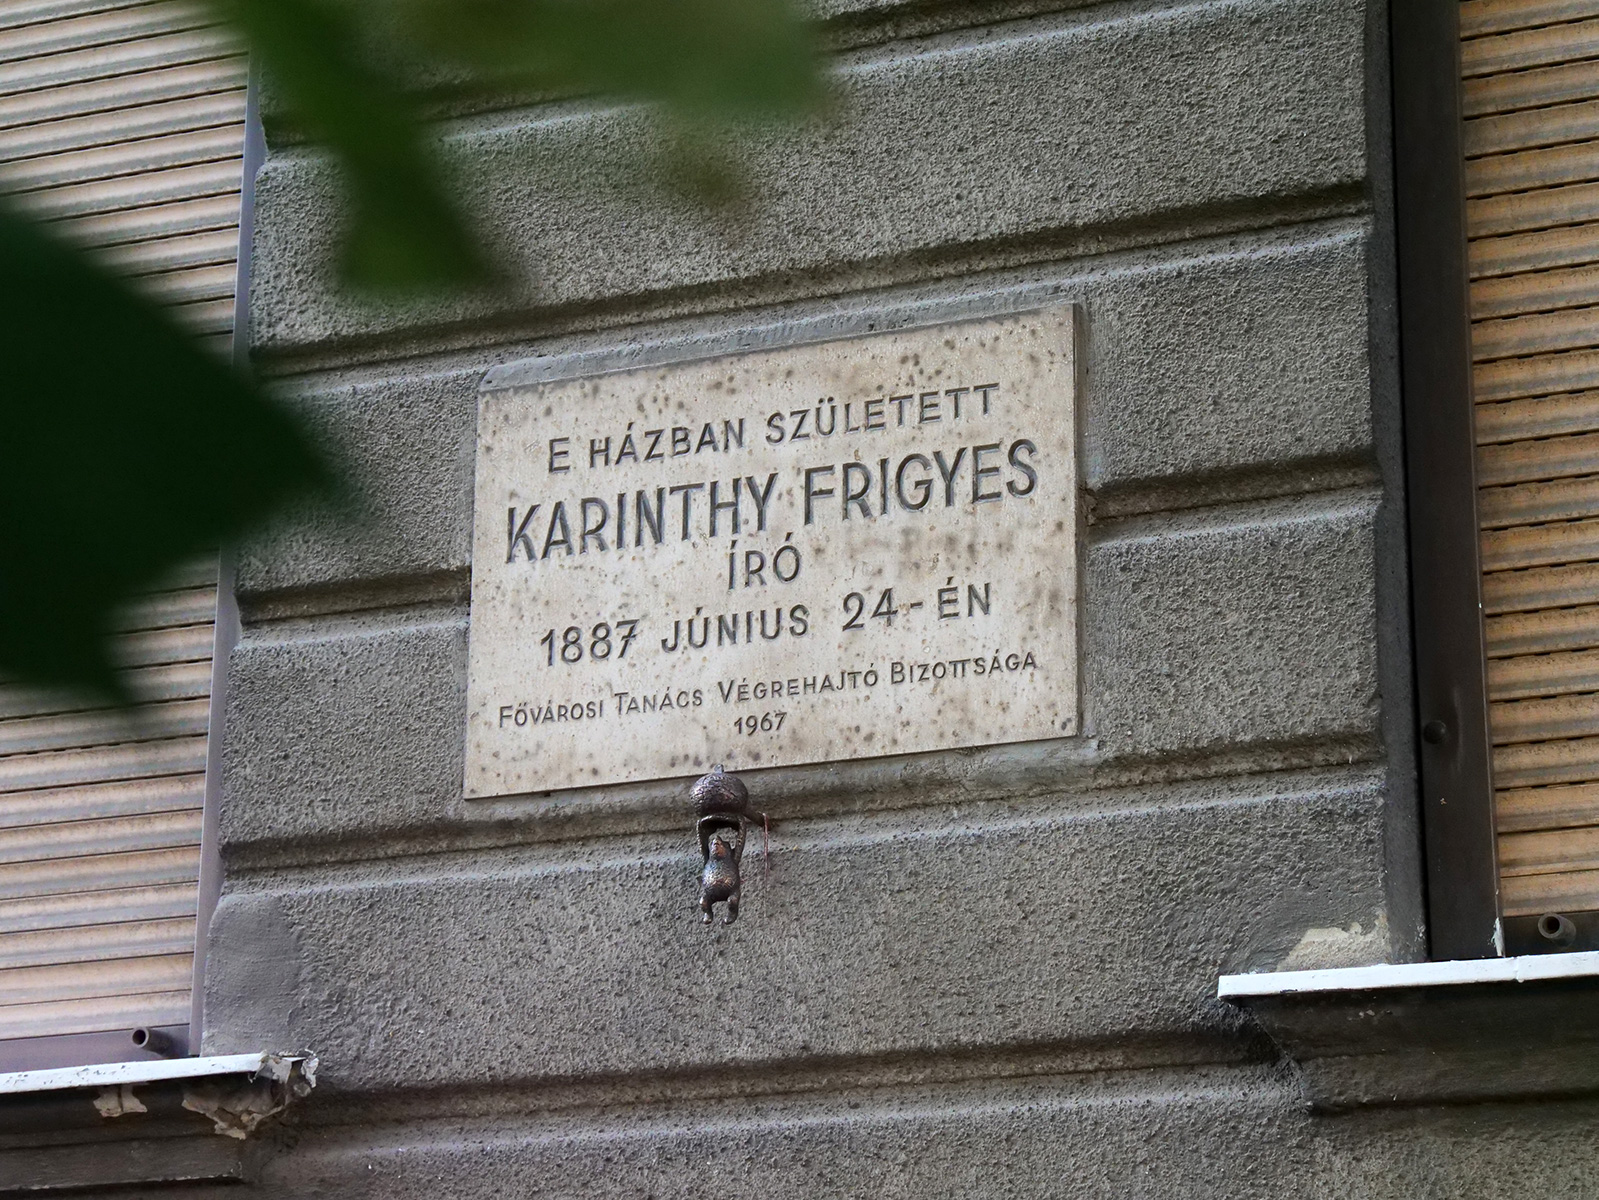 E HÁZBAN SZÜLETETT
KARINTHY FRIGYES
ÍRÓ
1887 JÚNIUS 24-ÉN
FŐVÁROSI TANÁCS VÉGREHAJTÓ BIZOTTSÁGA
1967